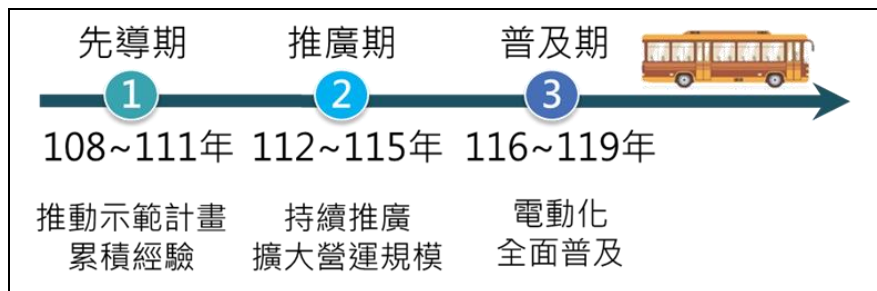 先導期
推廣期
普及期
1
2
3
108~111年
112~115年
116~119年
推動示範計畫
累積經驗
持續推廣
擴大營運規模
電動化
全面普及